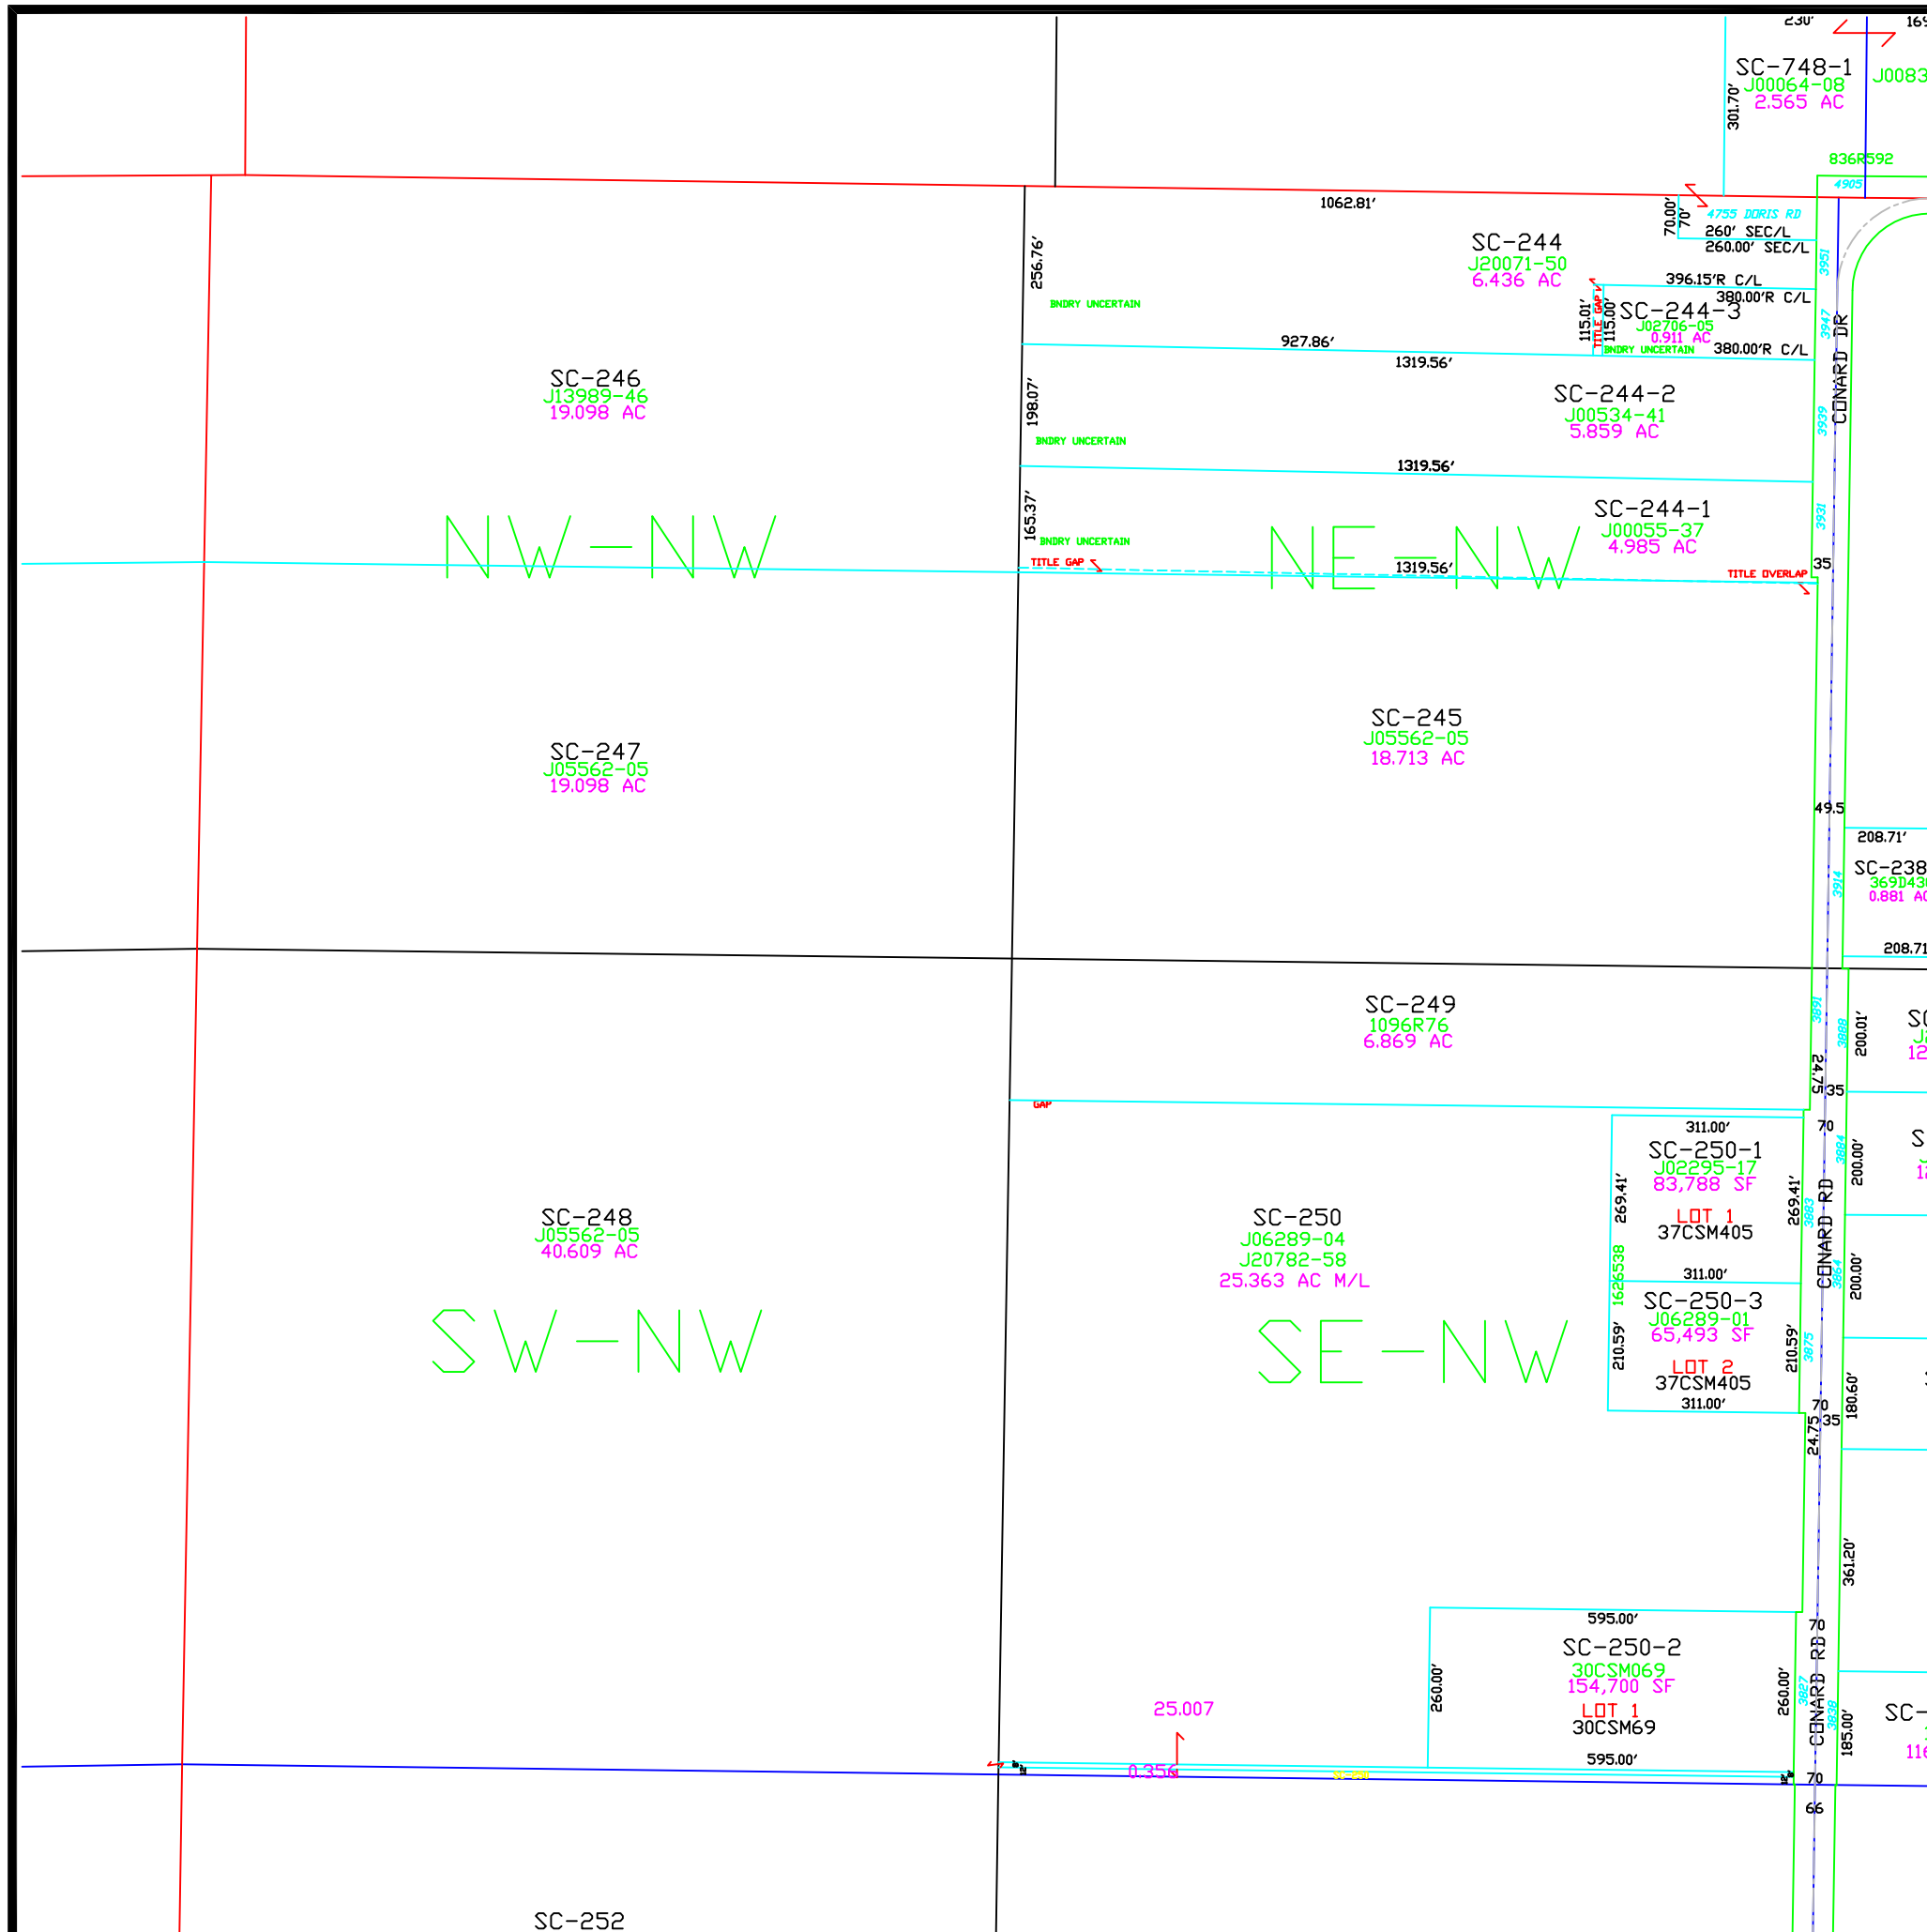 230'
SC-748-1
J00064-08
2.565 AC
301.70'
836R592
4905
1062.81'
70.00'
70'
4755 DORIS RD
260' SEC/L
260.00' SEC/L
256.76'
SC-244
J20071-50
6.436 AC
3951
396.15'R C/L
380.00'R C/L
BNDRY UNCERTAIN
115.01'
TITLE GAP
115.00'
SC-244-3
J02706-05
0.911 AC
BNDRY UNCERTAIN
380.00'R C/L
3947
CONARD DR
927.86'
1319.56'
SC-246
J13989-46
19.098 AC
198.07'
SC-244-2
J00534-41
5.859 AC
3939
BNDRY UNCERTAIN
1319.56'
165.37'
SC-244-1
J00055-37
4.985 AC
3931
NW-NW
NE-NW
BNDRY UNCERTAIN
TITLE GAP
1319.56'
35
TITLE OVERLAP
SC-247
J05562-05
19.098 AC
SC-245
J05562-05
18.713 AC
49.5
208.71'
SC-238
0.881 AC
3914
208.71
SC-249
1096R76
6.869 AC
3891
3888
200.01'
24.75
35
GAP
311.00'
70
SC-250-1
J02295-17
83,788 SF
269.41'
269.41'
LOT 1
37CSM405
3884
200.00'
3883
CONARD RD
SC-248
J05562-05
40.609 AC
SC-250
J06289-04
J20782-58
25.363 AC M/L
1626538
311.00'
3864
200.00'
SC-250-3
J06289-01
65,493 SF
210.59'
210.59'
LOT 2
37CSM405
311.00'
3875
SW-NW
SE-NW
180.60'
70
35
24.75
361.20'
595.00'
70
SC-250-2
30CSM069
154,700 SF
LOT 1
30CSM69
260.00'
260.00'
3827
CONARD RD
3838
185.00'
SC-
116
25.007
595.00'
0.356
12'
12'
70
66
SC-252